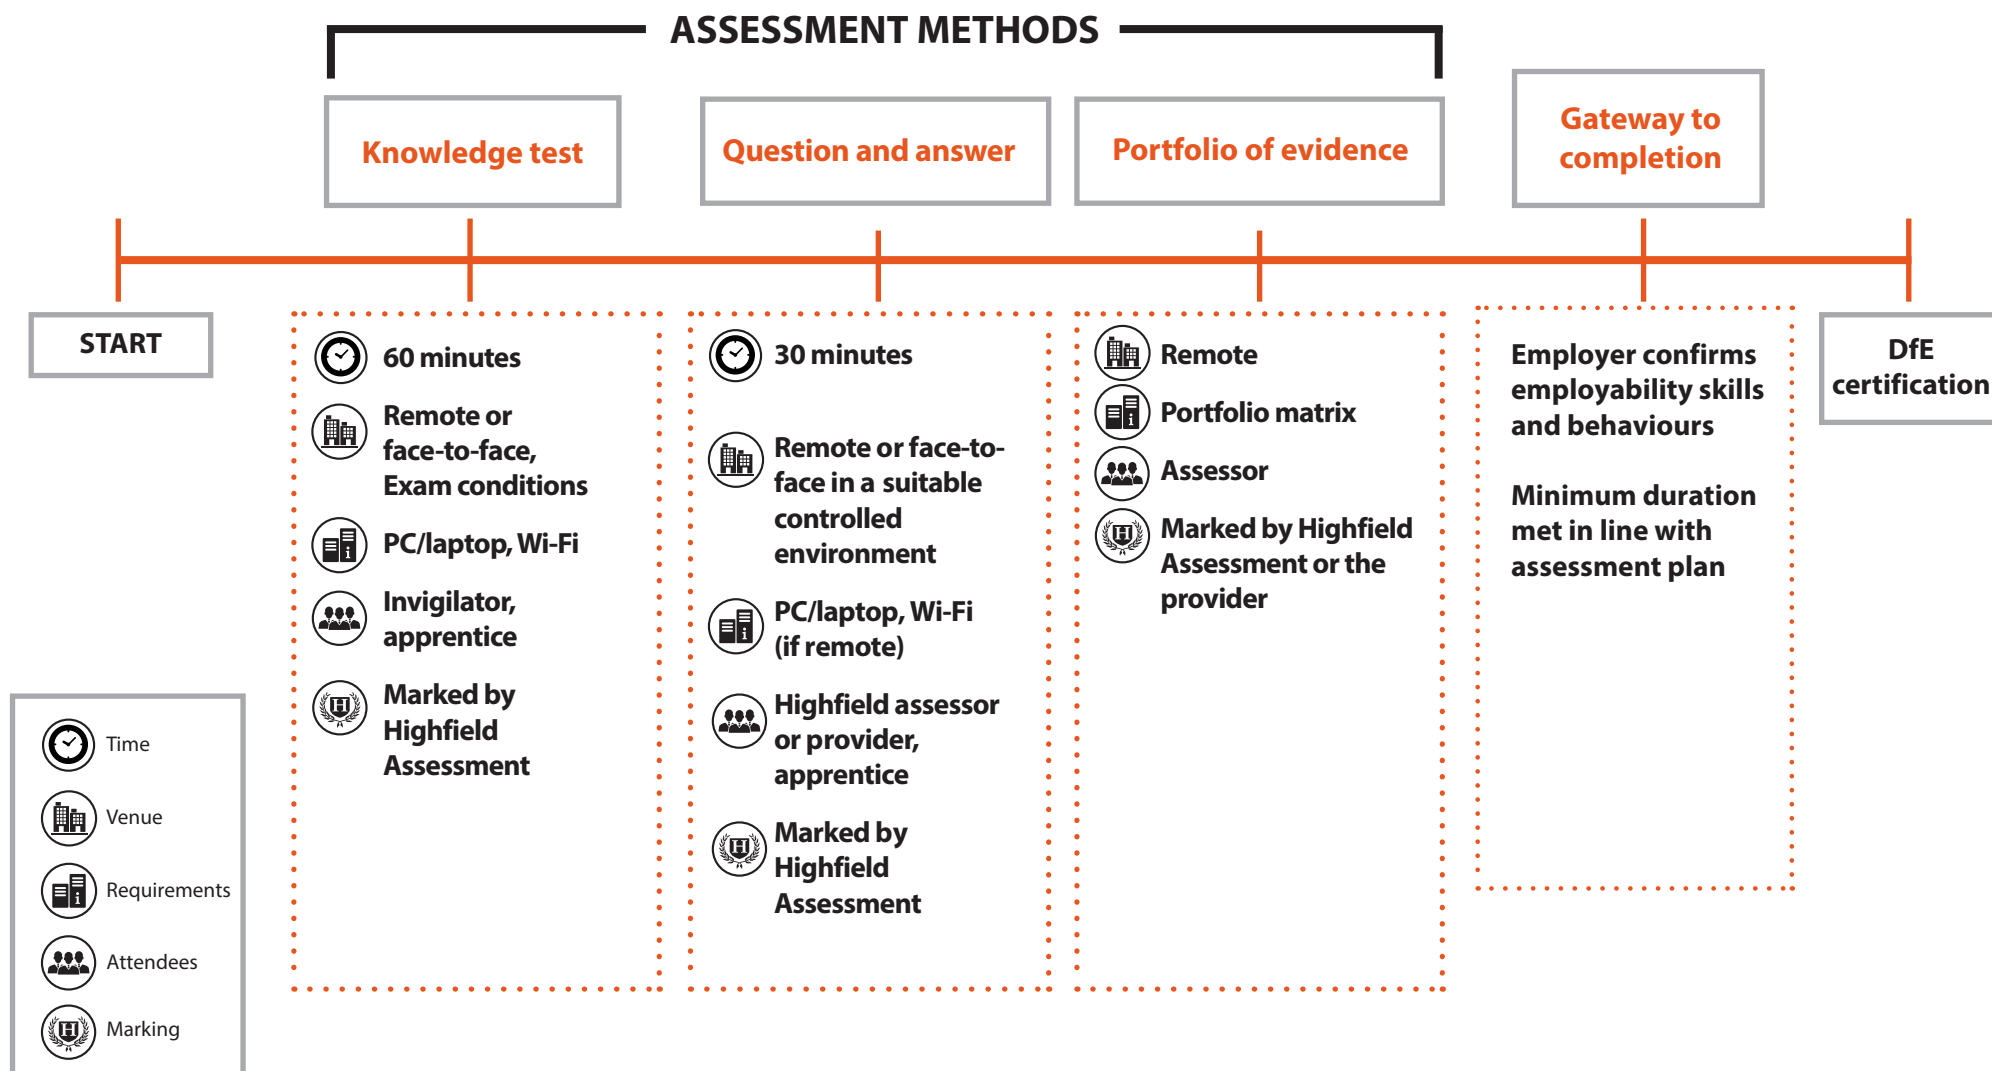 ASSESSMENT METHODS
Knowledge test
Question and answer
Portfolio of evidence
Gateway to
completion
START
60 minutes
Remote or
face-to-face,
Exam conditions
PC/laptop, Wi-Fi
Invigilator,
apprentice
Marked by
Highfield
Assessment
30 minutes
Remote or face-to-
face in a suitable
controlled
environment
PC/laptop, Wi-Fi
(if remote)
Highfield assessor
or provider,
apprentice
Marked by
Highfield
Assessment
Remote
Portfolio matrix
Assessor
Marked by Highfield
Assessment or the
provider
Employer confirms
employability skills
and behaviours
Minimum duration
met in line with
assessment plan
DfE
certification
Time
Venue
Requirements
Attendees
Marking